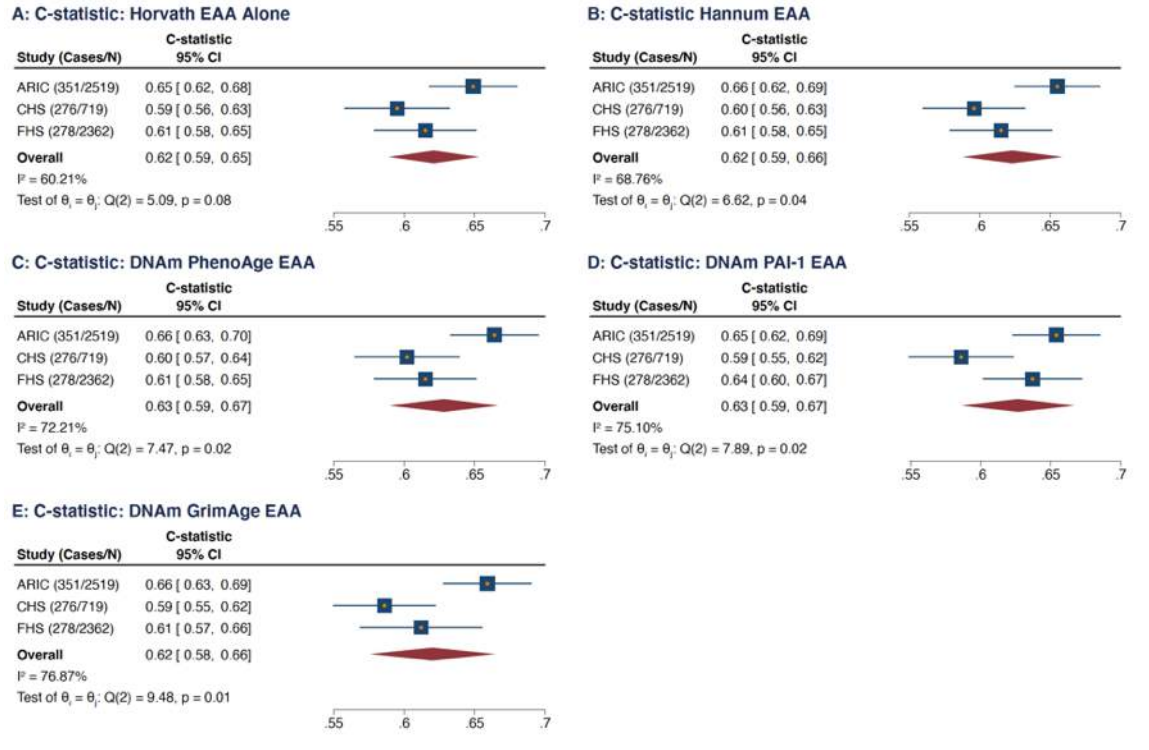 A: C-statistic: Horvath EAA Alone
C-statistic
Study (Cases/N) 95% CI
ARIC (351/2519) 0.65 [ 0.62, 0.68]
CHS (276/719) 0.59 [ 0.56, 0.63]
FHS (278/2362) 0.61 [ 0.58, 0.65]
Overall 0.62 [ 0.59, 0.65]
I² = 60.21%
Test of θᵢ = θⱼ: Q(2) = 5.09, p = 0.08
.55 .6 .65 .7
B: C-statistic Hannum EAA
C-statistic
Study (Cases/N) 95% CI
ARIC (351/2519) 0.66 [ 0.62, 0.69]
CHS (276/719) 0.60 [ 0.56, 0.63]
FHS (278/2362) 0.61 [ 0.58, 0.65]
Overall 0.62 [ 0.59, 0.66]
I² = 68.76%
Test of θᵢ = θⱼ: Q(2) = 6.62, p = 0.04
.55 .6 .65 .7
C: C-statistic: DNAm PhenoAge EAA
C-statistic
Study (Cases/N) 95% CI
ARIC (351/2519) 0.66 [ 0.63, 0.70]
CHS (276/719) 0.60 [ 0.57, 0.64]
FHS (278/2362) 0.61 [ 0.58, 0.65]
Overall 0.63 [ 0.59, 0.67]
I² = 72.21%
Test of θᵢ = θⱼ: Q(2) = 7.47, p = 0.02
.55 .6 .65 .7
D: C-statistic: DNAm PAI-1 EAA
C-statistic
Study (Cases/N) 95% CI
ARIC (351/2519) 0.65 [ 0.62, 0.69]
CHS (276/719) 0.59 [ 0.55, 0.62]
FHS (278/2362) 0.64 [ 0.60, 0.67]
Overall 0.63 [ 0.59, 0.67]
I² = 75.10%
Test of θᵢ = θⱼ: Q(2) = 7.89, p = 0.02
.55 .6 .65 .7
E: C-statistic: DNAm GrimAge EAA
C-statistic
Study (Cases/N) 95% CI
ARIC (351/2519) 0.66 [ 0.63, 0.69]
CHS (276/719) 0.59 [ 0.55, 0.62]
FHS (278/2362) 0.61 [ 0.57, 0.66]
Overall 0.62 [ 0.58, 0.66]
I² = 76.87%
Test of θᵢ = θⱼ: Q(2) = 9.48, p = 0.01
.55 .6 .65 .7